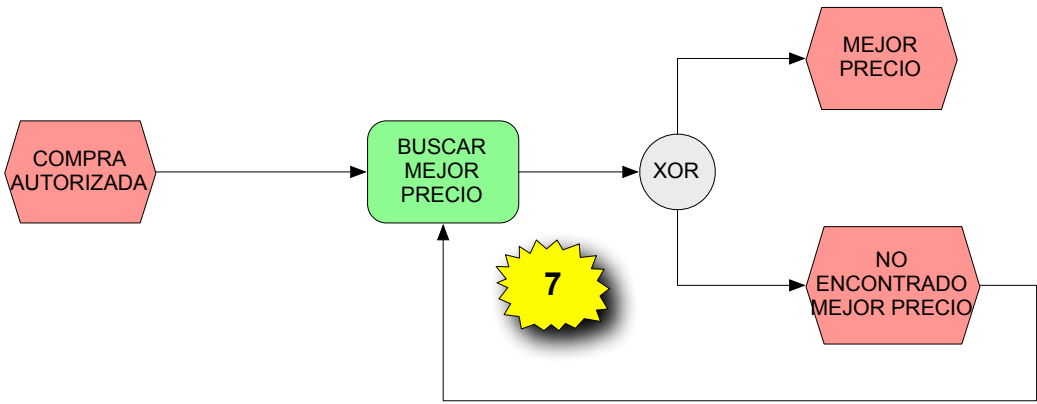 COMPRA
AUTORIZADA
BUSCAR
MEJOR
PRECIO
XOR
MEJOR
PRECIO
NO
ENCONTRADO
MEJOR PRECIO
7